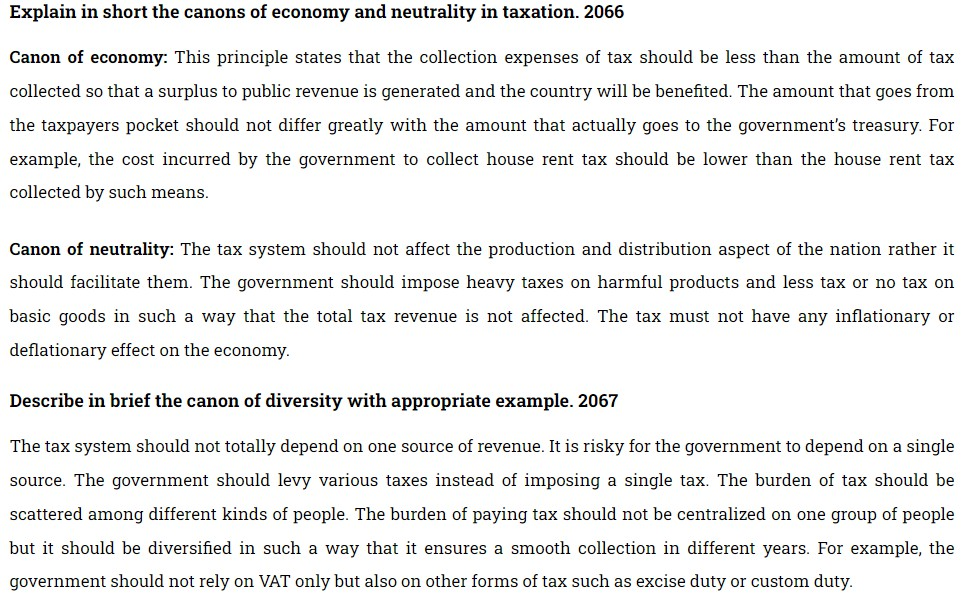 Explain in short the canons of economy and neutrality in taxation. 2066
Canon of economy: This principle states that the collection expenses of tax should be less than the amount of tax
collected so that a surplus to public revenue is generated and the country will be benefited. The amount that goes from
the taxpayers pocket should not differ greatly with the amount that actually goes to the government's treasury. For
example, the cost incurred by the government to collect house rent tax should be lower than the house rent tax
collected by such means.
Canon of neutrality: The tax system should not affect the production and distribution aspect of the nation rather it
should facilitate them. The government should impose heavy taxes on harmful products and less tax or no tax on
basic goods in such a way that the total tax revenue is not affected. The tax must not have any inflationary or
deflationary effect on the economy.
Describe in brief the canon of diversity with appropriate example. 2067
The tax system should not totally depend on one source of revenue. It is risky for the government to depend on a single
source. The government should levy various taxes instead of imposing a single tax. The burden of tax should be
scattered among different kinds of people. The burden of paying tax should not be centralized on one group of people
but it should be diversified in such a way that it ensures a smooth collection in different years. For example, the
government should not rely on VAT only but also on other forms of tax such as excise duty or custom duty.